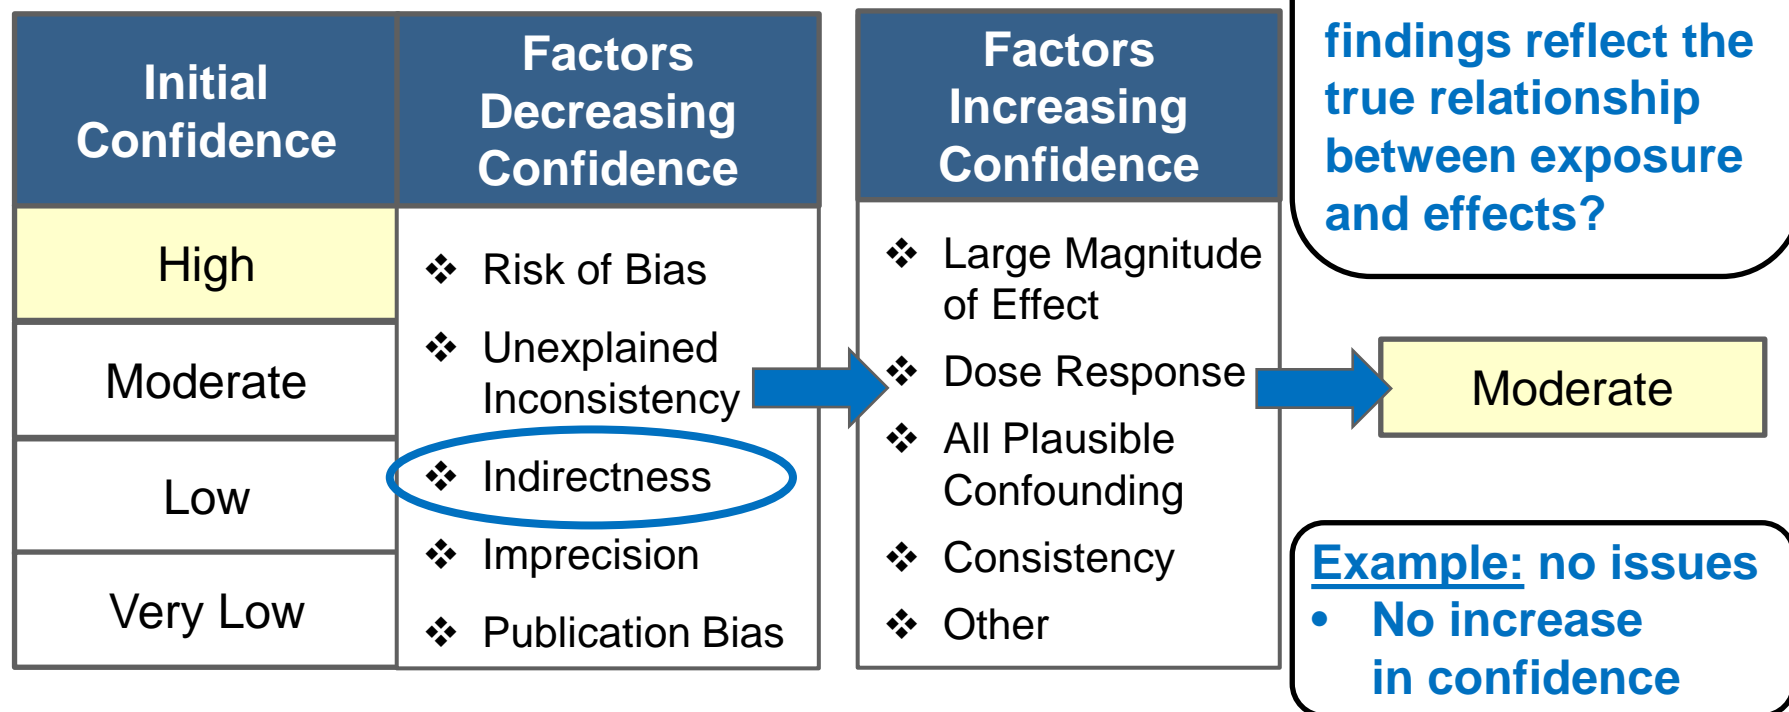 Initial
Confidence
Factors
Decreasing
Confidence
Factors
Increasing
Confidence
findings reflect the
true relationship
between exposure
and effects?
High
Moderate
Low
Very Low
❖ Risk of Bias
❖ Unexplained
Inconsistency
❖ Indirectness
❖ Imprecision
❖ Publication Bias
❖ Large Magnitude
of Effect
❖ Dose Response
❖ All Plausible
Confounding
❖ Consistency
❖ Other
Moderate
Example: no issues
• No increase
in confidence